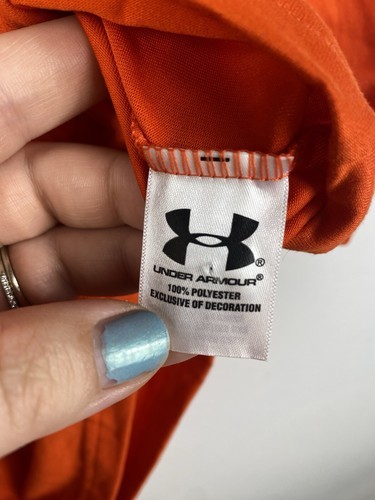 UNDER ARMOUR®
100% POLYESTER
EXCLUSIVE OF DECORATION